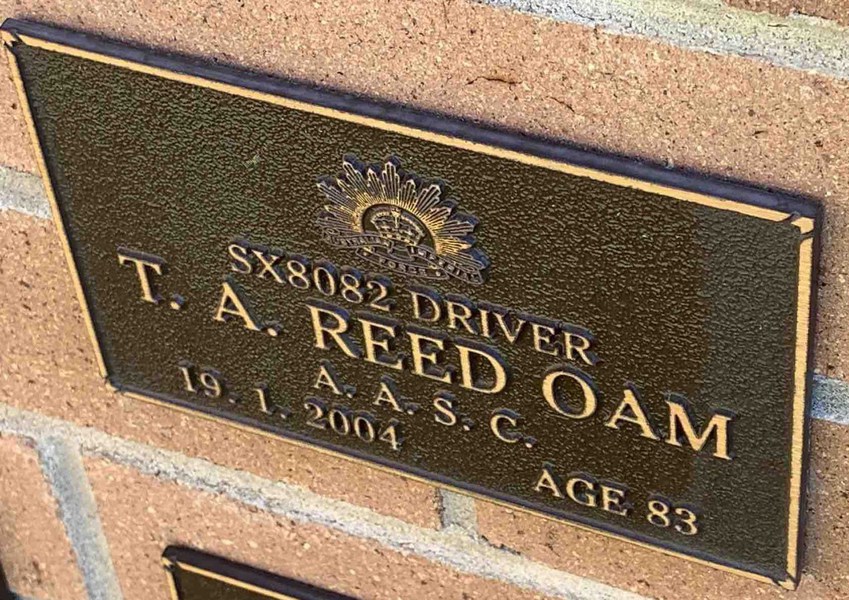 SX8082 DRIVER
T. A. REED OAM
A. A. S. C.
19. 1. 2004 AGE 83